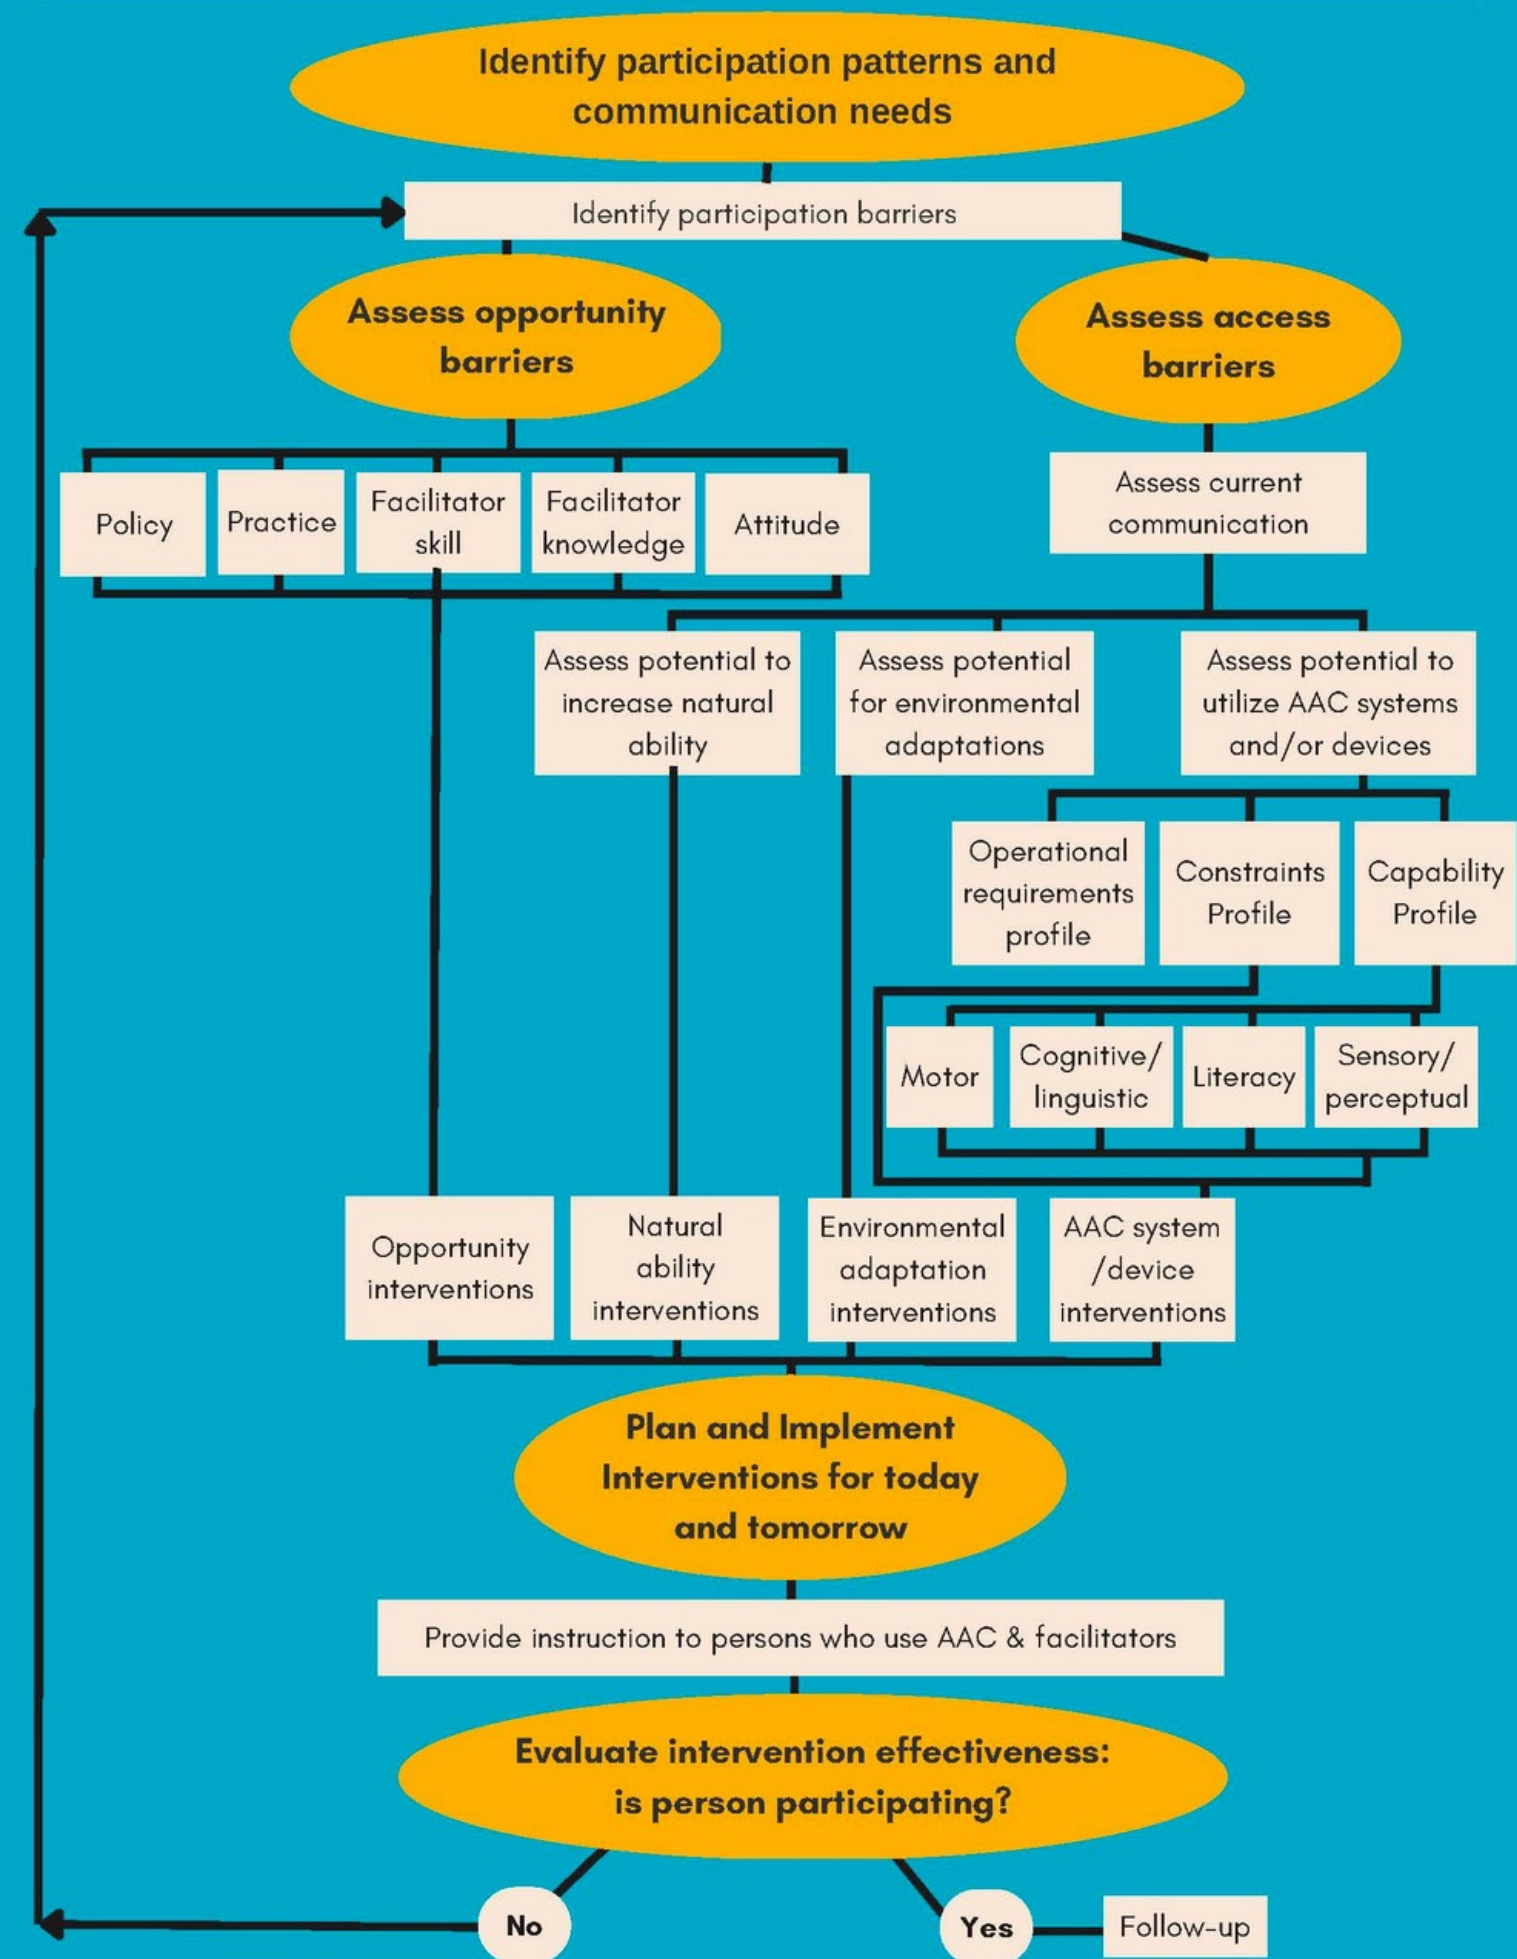 Identify participation patterns and
communication needs
Identify participation barriers
Assess opportunity
barriers
Assess access
barriers
Policy
Practice
Facilitator
skill
Facilitator
knowledge
Attitude
Assess current
communication
Assess potential to
increase natural
ability
Assess potential
for environmental
adaptations
Assess potential to
utilize AAC systems
and/or devices
Operational
requirements
profile
Constraints
Profile
Capability
Profile
Motor
Cognitive/
linguistic
Literacy
Sensory/
perceptual
Opportunity
interventions
Natural
ability
interventions
Environmental
adaptation
interventions
AAC system
/device
interventions
Plan and Implement
Interventions for today
and tomorrow
Provide instruction to persons who use AAC & facilitators
Evaluate intervention effectiveness:
is person participating?
No
Yes
Follow-up